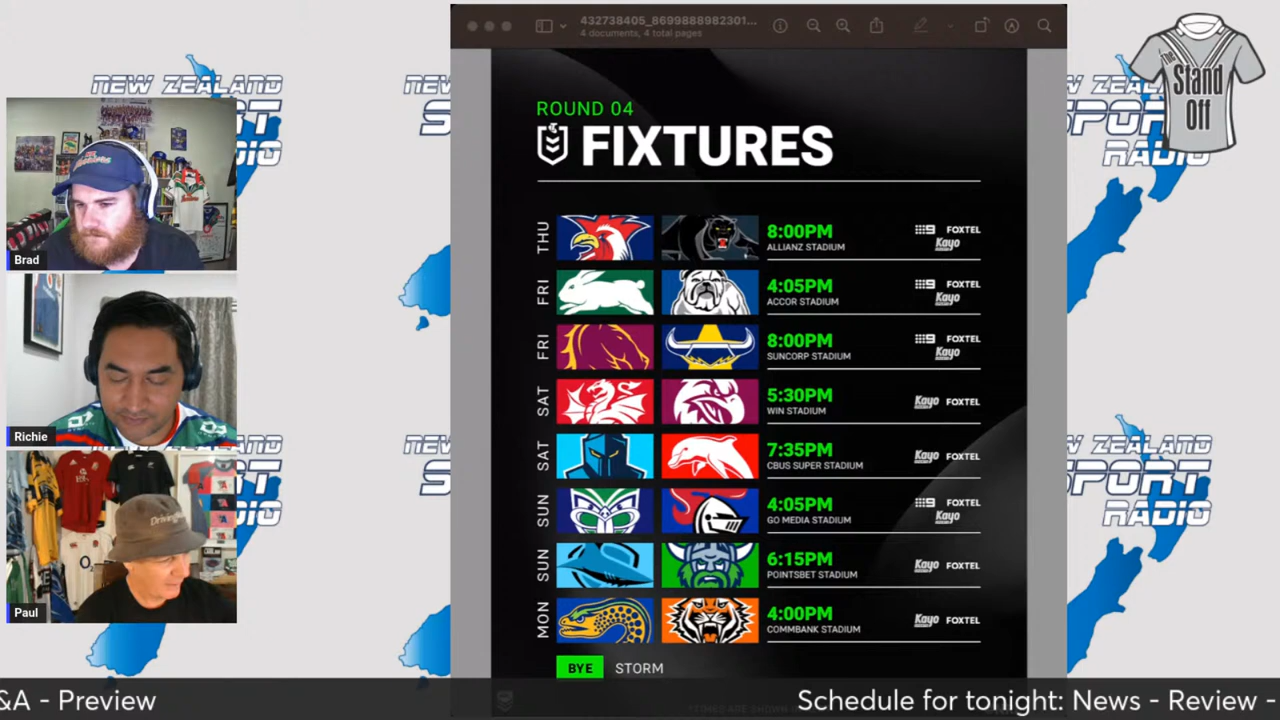 432738405_8699888982301...
4 documents, 4 total pages
The
Stand
Off
NEW ZEALAND
NEW
NEW ZEALAND
SPORT
RADIO
ROUND 04
FIXTURES
THU
8:00PM
ALLIANZ STADIUM
9 FOXTEL
Kayo
FRI
4:05PM
ACCOR STADIUM
9 FOXTEL
Kayo
FRI
8:00PM
SUNCORP STADIUM
9 FOXTEL
Kayo
SAT
5:30PM
WIN STADIUM
Kayo FOXTEL
SAT
7:35PM
CBUS SUPER STADIUM
Kayo FOXTEL
SUN
4:05PM
GO MEDIA STADIUM
9 FOXTEL
Kayo
SUN
6:15PM
POINTSBET STADIUM
Kayo FOXTEL
MON
4:00PM
COMMBANK STADIUM
Kayo FOXTEL
BYE STORM
Brad
Richie
Paul
&A - Preview
Schedule for tonight: News - Review -